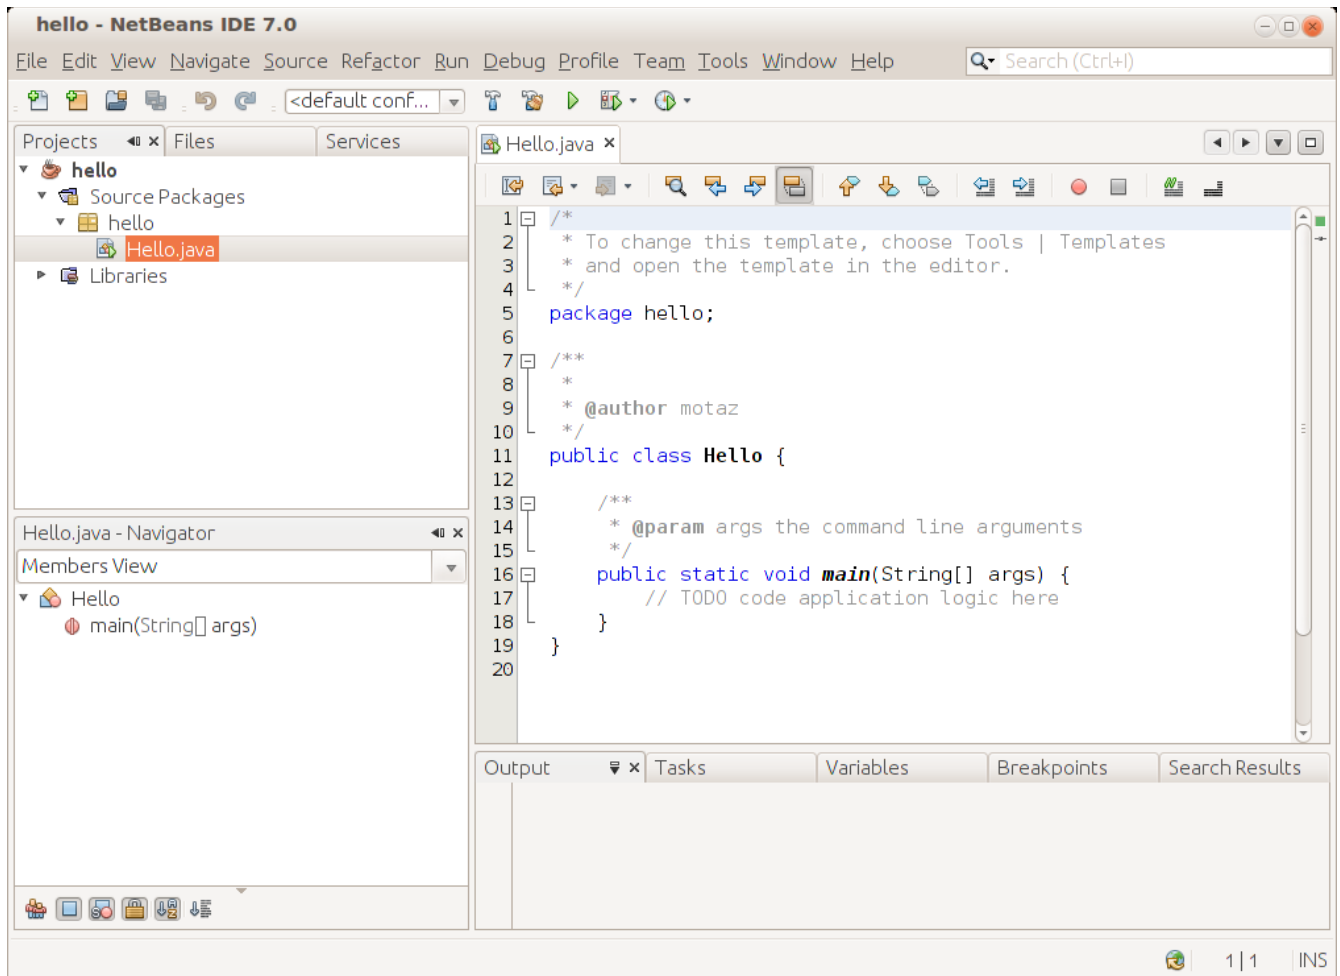 hello - NetBeans IDE 7.0
File Edit View Navigate Source Refactor Run Debug Profile Team Tools Window Help
Search (Ctrl+I)
<default conf...
Projects Files Services
hello
Source Packages
hello
Hello.java
Libraries
Hello.java - Navigator
Members View
Hello
main(String[] args)
Hello.java
1 /*
2 * To change this template, choose Tools | Templates
3 * and open the template in the editor.
4 */
5 package hello;
6
7 /**
8 *
9 * @author motaz
10 */
11 public class Hello {
12
13 /**
14 * @param args the command line arguments
15 */
16 public static void main(String[] args) {
17 // TODO code application logic here
18 }
19 }
20
Output Tasks Variables Breakpoints Search Results
1 | 1 INS